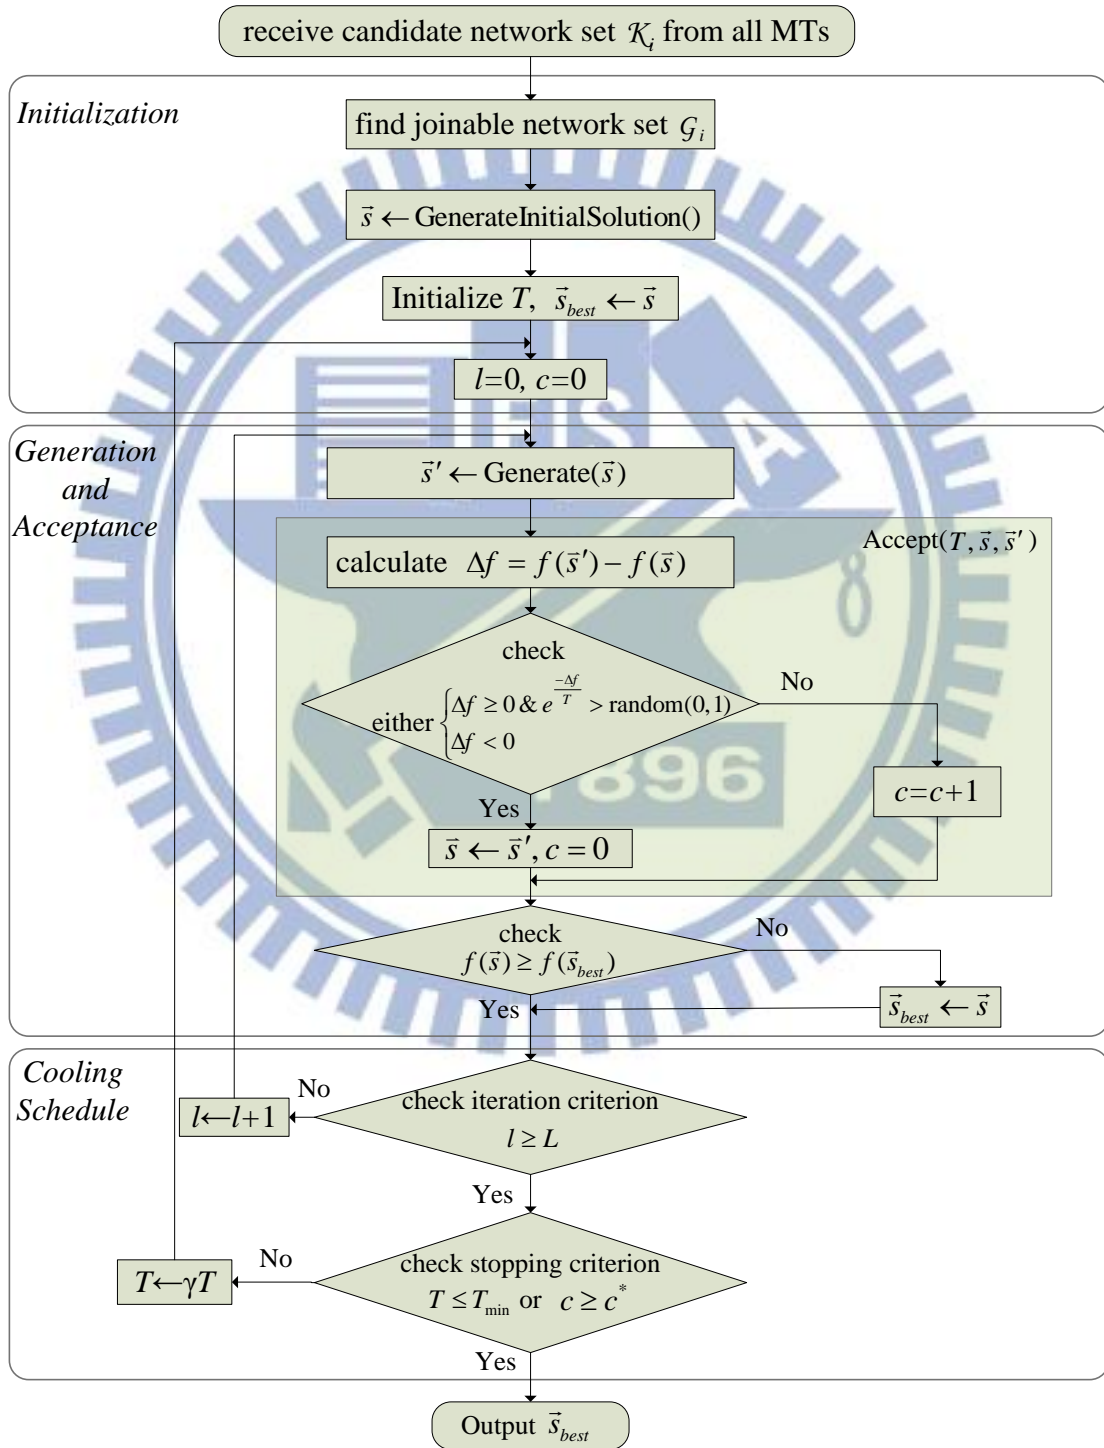 receive candidate network set 𝒦ᵢ from all MTs
Initialization
find joinable network set 𝒢ᵢ
s⃗ ← GenerateInitialSolution()
Initialize T, s⃗_best ← s⃗
l=0, c=0
Generation
and
Acceptance
s⃗′ ← Generate(s⃗)
Accept(T, s⃗, s⃗′)
calculate Δf = f(s⃗′) − f(s⃗)
check
either { Δf ≥ 0 & e^(−Δf/T) > random(0,1)
Δf < 0
No
c=c+1
Yes
s⃗ ← s⃗′, c = 0
check
f(s⃗) ≥ f(s⃗_best)
No
s⃗_best ← s⃗
Yes
Cooling
Schedule
check iteration criterion
l ≥ L
No
l←l+1
Yes
check stopping criterion
T ≤ T_min or c ≥ c*
No
T←γT
Yes
Output s⃗_best
E S A
8
1896